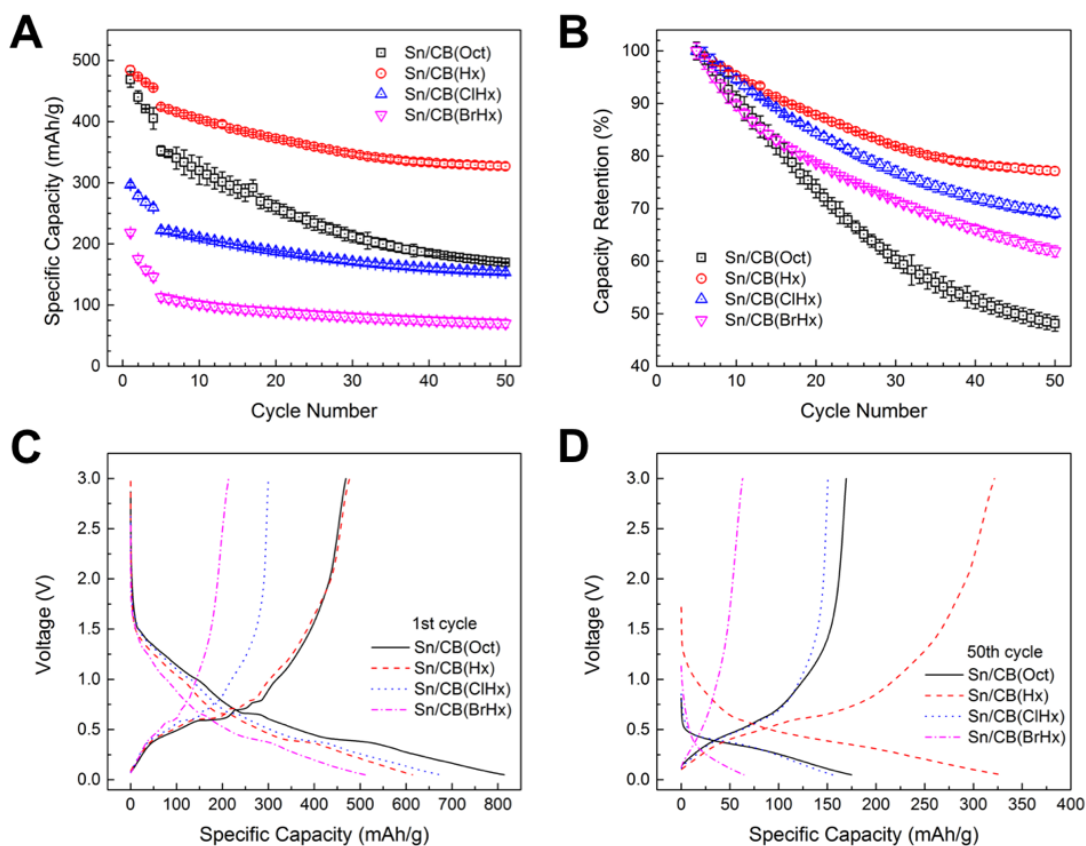 A
Specific Capacity (mAh/g)
500
400
300
200
100
0
Sn/CB(Oct)
Sn/CB(Hx)
Sn/CB(ClHx)
Sn/CB(BrHx)
0 10 20 30 40 50
Cycle Number
B
Capacity Retention (%)
100
90
80
70
60
50
40
Sn/CB(Oct)
Sn/CB(Hx)
Sn/CB(ClHx)
Sn/CB(BrHx)
0 10 20 30 40 50
Cycle Number
C
Voltage (V)
3.0
2.5
2.0
1.5
1.0
0.5
0.0
1st cycle
Sn/CB(Oct)
Sn/CB(Hx)
Sn/CB(ClHx)
Sn/CB(BrHx)
0 100 200 300 400 500 600 700 800
Specific Capacity (mAh/g)
D
Voltage (V)
3.0
2.5
2.0
1.5
1.0
0.5
0.0
50th cycle
Sn/CB(Oct)
Sn/CB(Hx)
Sn/CB(ClHx)
Sn/CB(BrHx)
0 50 100 150 200 250 300 350 400
Specific Capacity (mAh/g)